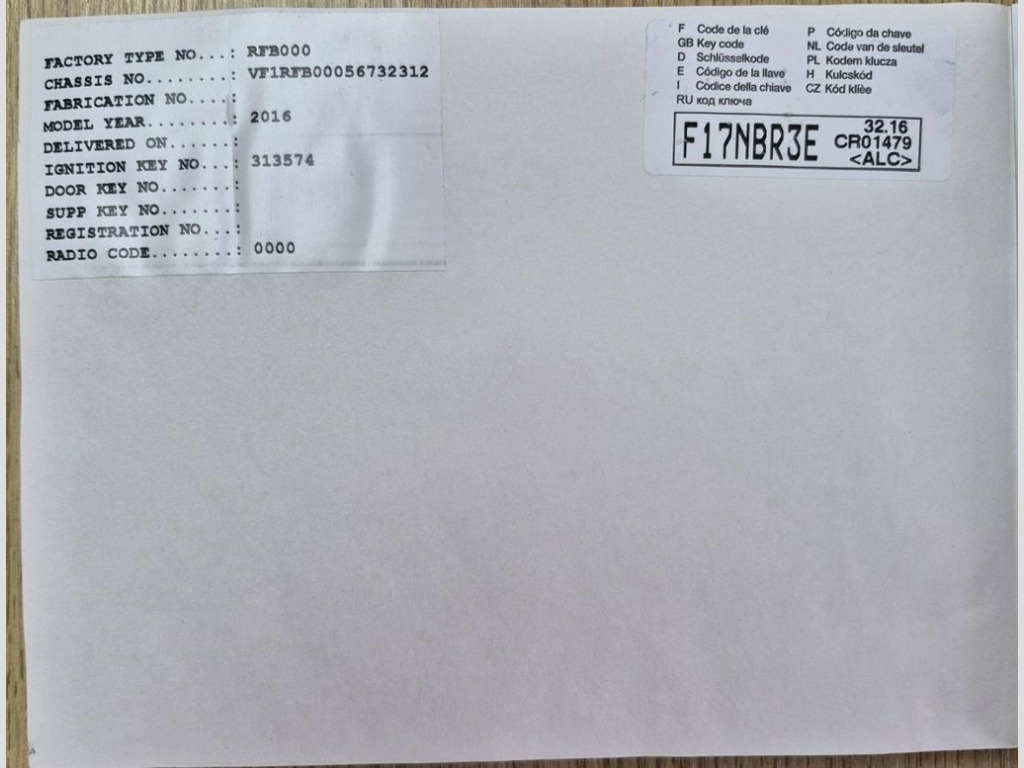 FACTORY TYPE NO...: RFB000
CHASSIS NO........: VF1RFB00056732312
FABRICATION NO....:
MODEL YEAR........: 2016
DELIVERED ON......:
IGNITION KEY NO...: 313574
DOOR KEY NO.......:
SUPP KEY NO.......:
REGISTRATION NO...:
RADIO CODE........: 0000
F Code de la clé
GB Key code
D Schlüsselkode
E Código de la llave
I Códice della chiave
RU код ключа
P Código da chave
NL Code van de sleutel
PL Kodem klucza
H Kulcskód
CZ Kód klíèe
F17NBR3E
32.16
CR01479
<ALC>